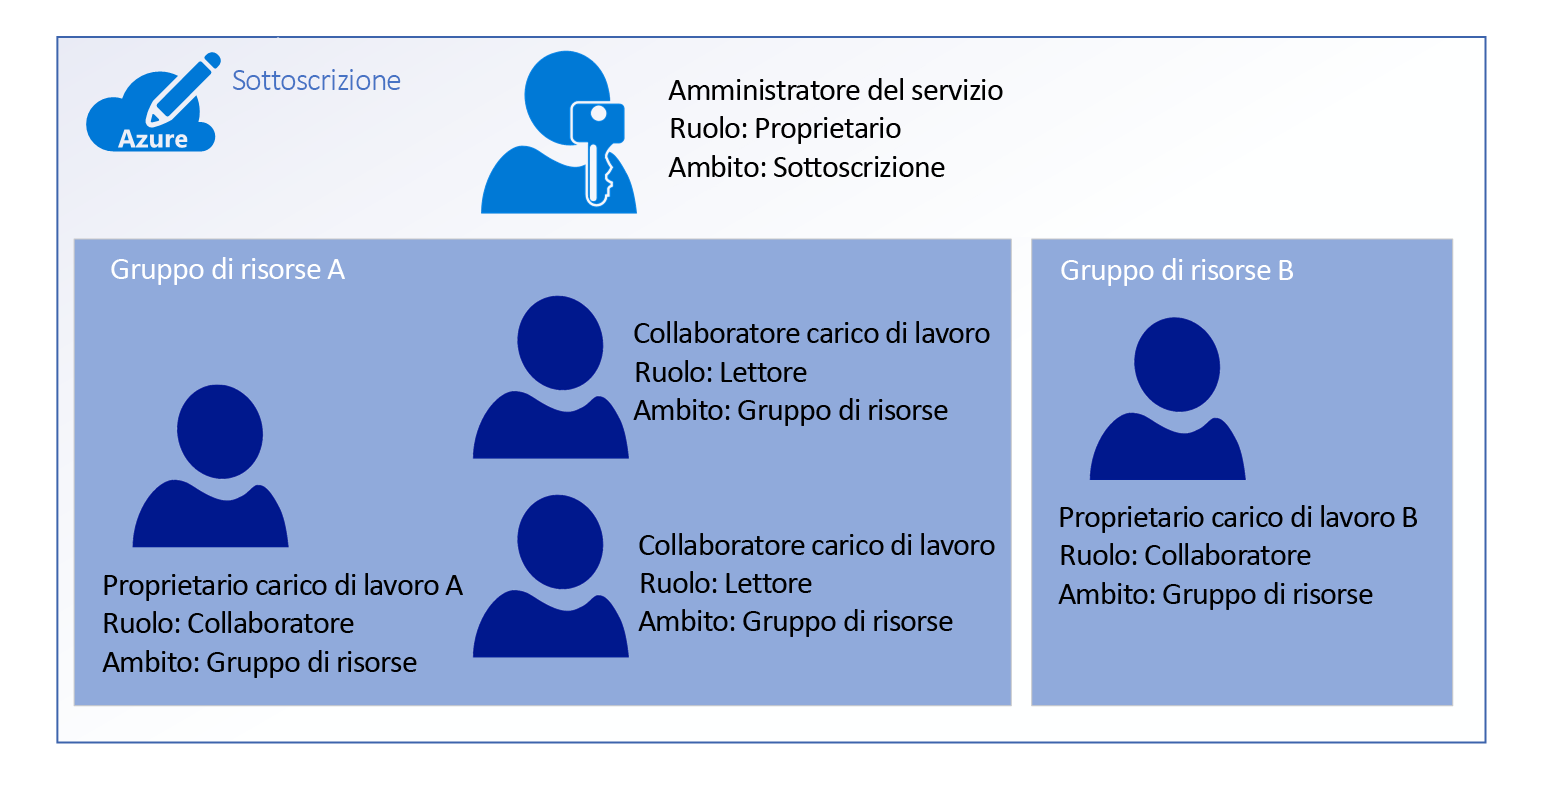 Azure
Sottoscrizione
Amministratore del servizio
Ruolo: Proprietario
Ambito: Sottoscrizione
Gruppo di risorse A
Collaboratore carico di lavoro
Ruolo: Lettore
Ambito: Gruppo di risorse
Proprietario carico di lavoro A
Ruolo: Collaboratore
Ambito: Gruppo di risorse
Collaboratore carico di lavoro
Ruolo: Lettore
Ambito: Gruppo di risorse
Gruppo di risorse B
Proprietario carico di lavoro B
Ruolo: Collaboratore
Ambito: Gruppo di risorse